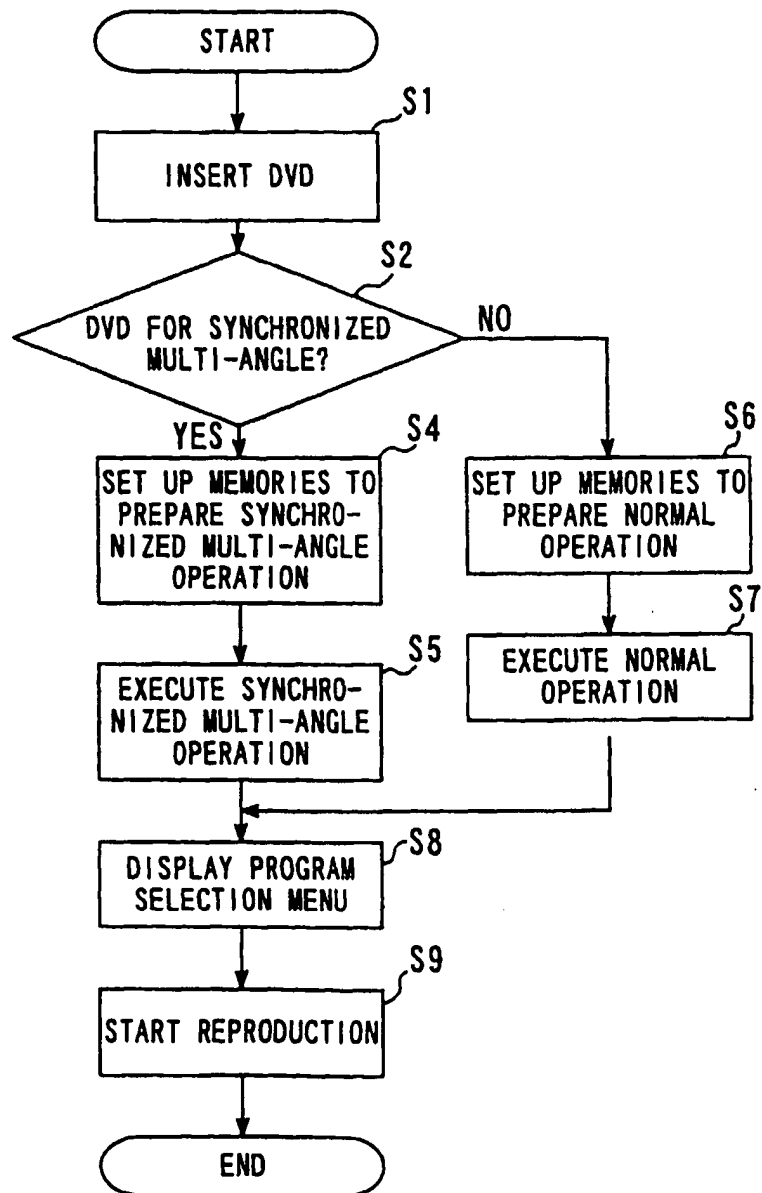 START
S1
INSERT DVD
S2
DVD FOR SYNCHRONIZED
MULTI-ANGLE?
NO
YES
S4
SET UP MEMORIES TO
PREPARE SYNCHRO-
NIZED MULTI-ANGLE
OPERATION
S6
SET UP MEMORIES TO
PREPARE NORMAL
OPERATION
S5
EXECUTE SYNCHRO-
NIZED MULTI-ANGLE
OPERATION
S7
EXECUTE NORMAL
OPERATION
S8
DISPLAY PROGRAM
SELECTION MENU
S9
START REPRODUCTION
END